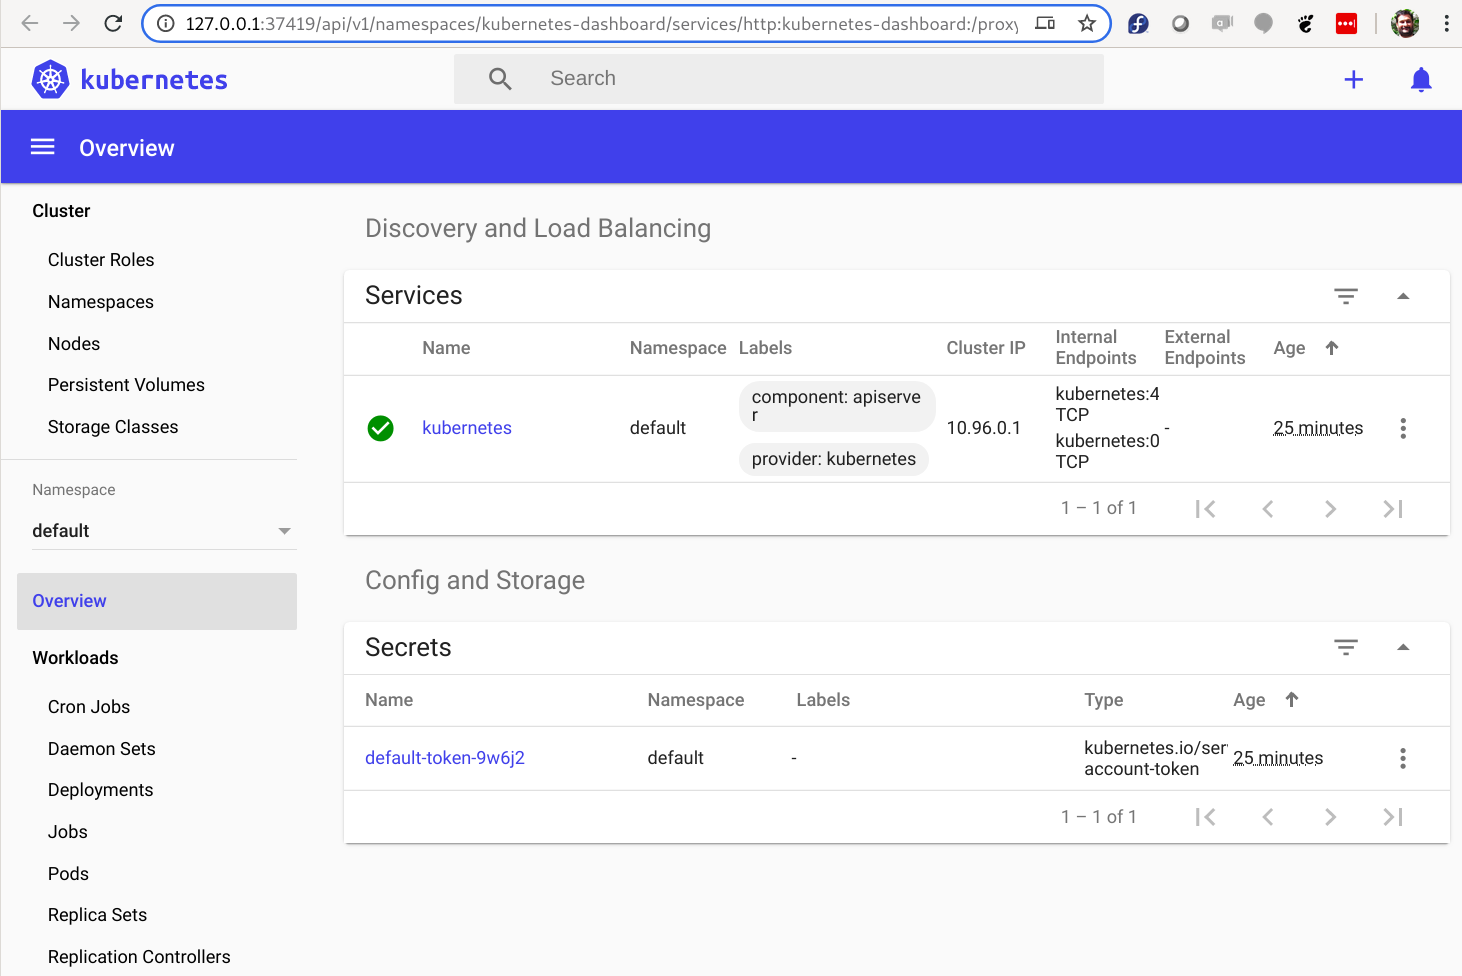 127.0.0.1:37419/api/v1/namespaces/kubernetes-dashboard/services/http:kubernetes-dashboard:/proxy
kubernetes
Search
Overview
Cluster
Cluster Roles
Namespaces
Nodes
Persistent Volumes
Storage Classes
Namespace
default
Overview
Workloads
Cron Jobs
Daemon Sets
Deployments
Jobs
Pods
Replica Sets
Replication Controllers
Discovery and Load Balancing
Services
Name Namespace Labels Cluster IP Internal Endpoints External Endpoints Age
kubernetes
default
component: apiserve
r
provider: kubernetes
10.96.0.1
kubernetes:4
TCP
kubernetes:0
TCP
-
25 minutes
1 – 1 of 1
Config and Storage
Secrets
Name Namespace Labels Type Age
default-token-9w6j2
default
-
kubernetes.io/ser
account-token
25 minutes
1 – 1 of 1